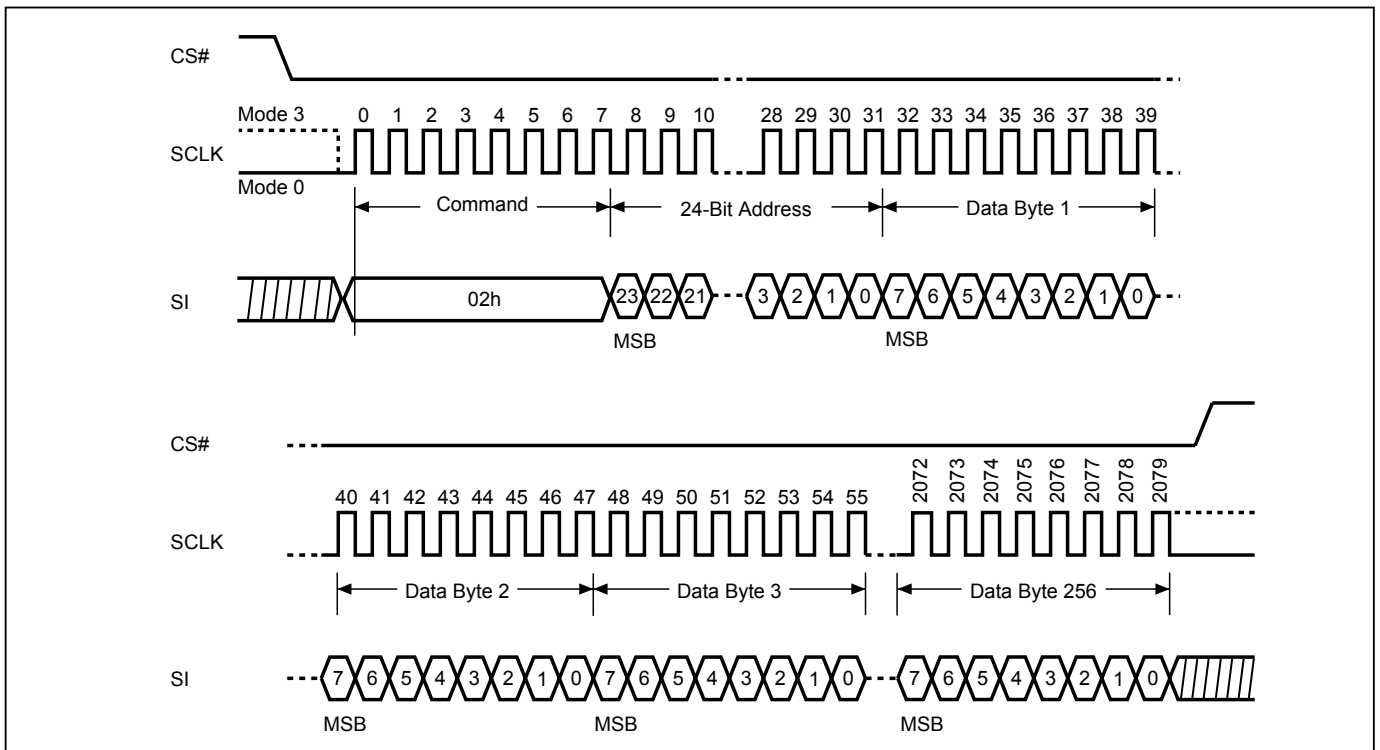 CS#
Mode 3
0 1 2 3 4 5 6 7 8 9 10 28 29 30 31 32 33 34 35 36 37 38 39
SCLK
Mode 0
Command 24-Bit Address Data Byte 1
SI 02h 23 22 21 3 2 1 0 7 6 5 4 3 2 1 0
MSB MSB
CS#
40 41 42 43 44 45 46 47 48 49 50 51 52 53 54 55 2072 2073 2074 2075 2076 2077 2078 2079
SCLK
Data Byte 2 Data Byte 3 Data Byte 256
SI 7 6 5 4 3 2 1 0 7 6 5 4 3 2 1 0 7 6 5 4 3 2 1 0
MSB MSB MSB